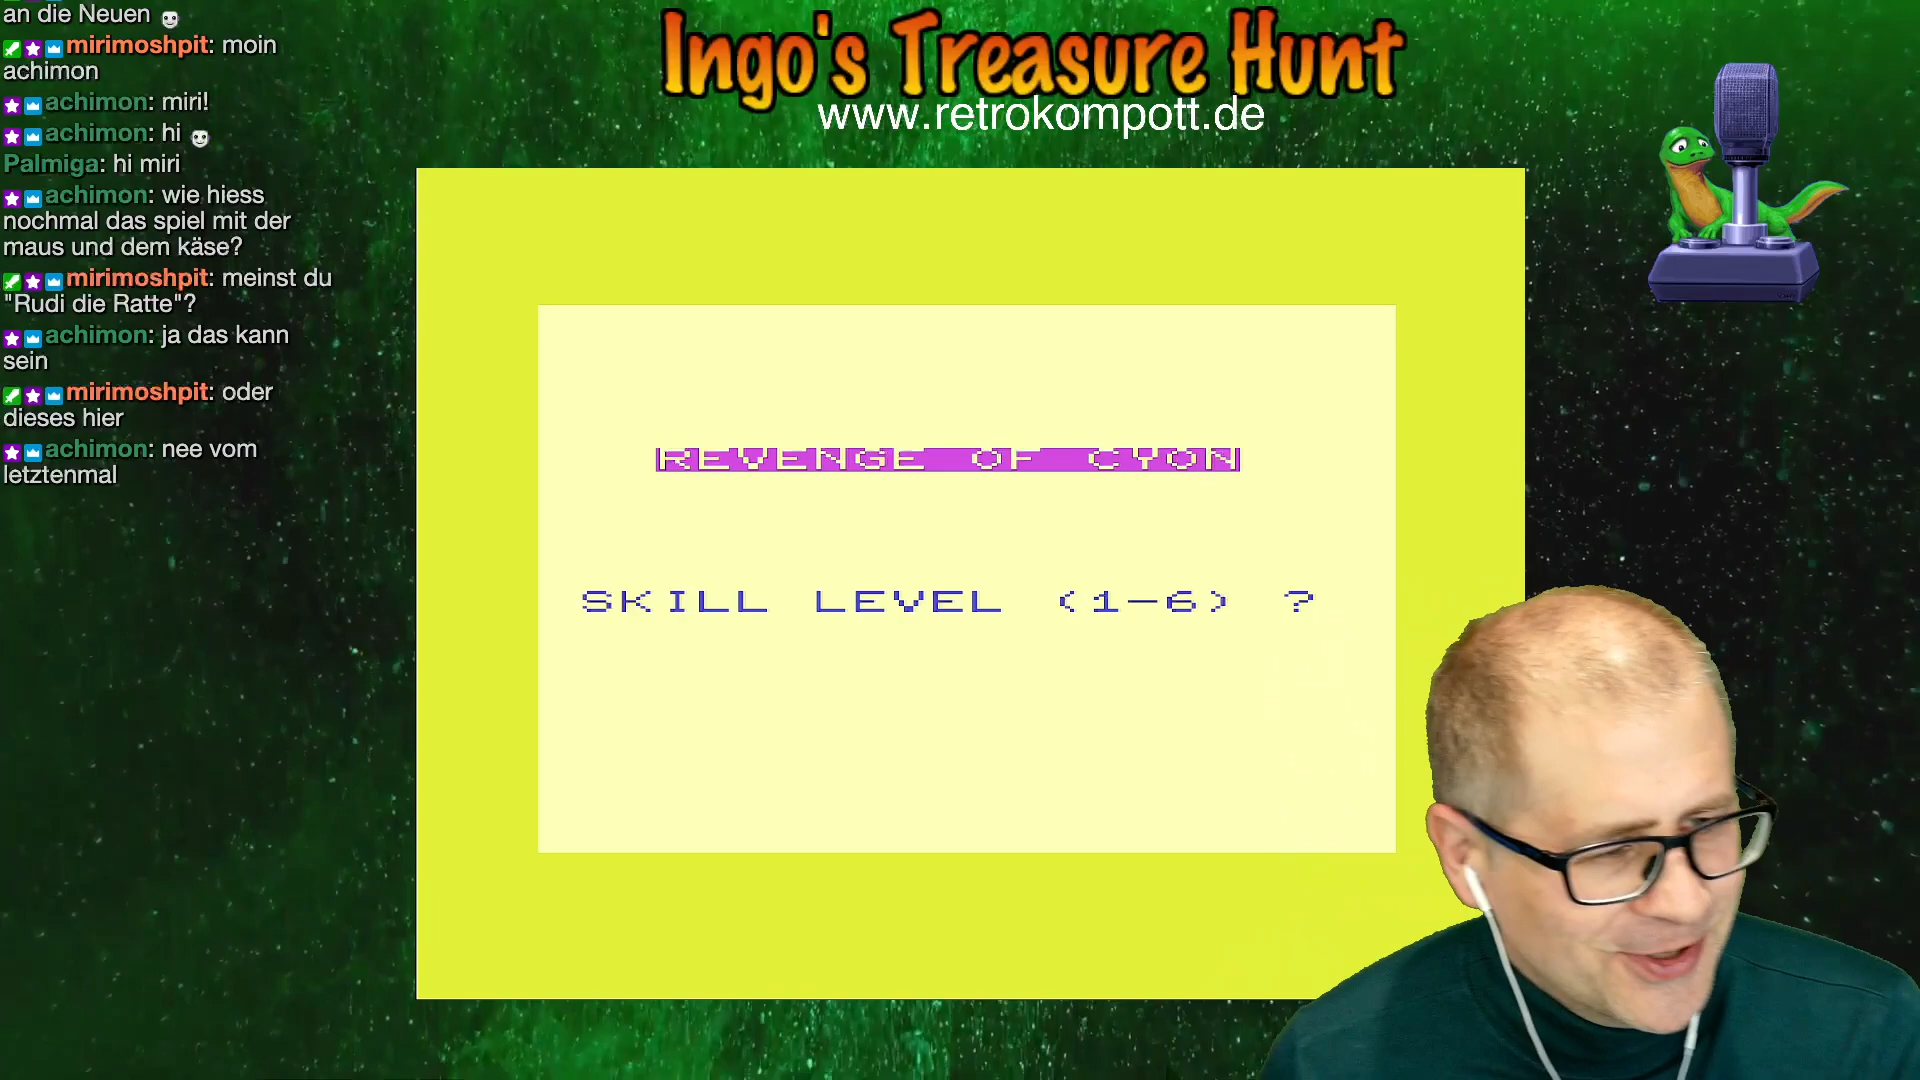 an die Neuen
mirimoshpit: moin
achimon
achimon: miri!
achimon: hi
Palmiga: hi miri
achimon: wie hiess
nochmal das spiel mit der
maus und dem käse?
mirimoshpit: meinst du
"Rudi die Ratte"?
achimon: ja das kann
sein
mirimoshpit: oder
dieses hier
achimon: nee vom
letztenmal
Ingo's Treasure Hunt
www.retrokompott.de
REVENGE OF CYON
SKILL LEVEL (1-6) ?